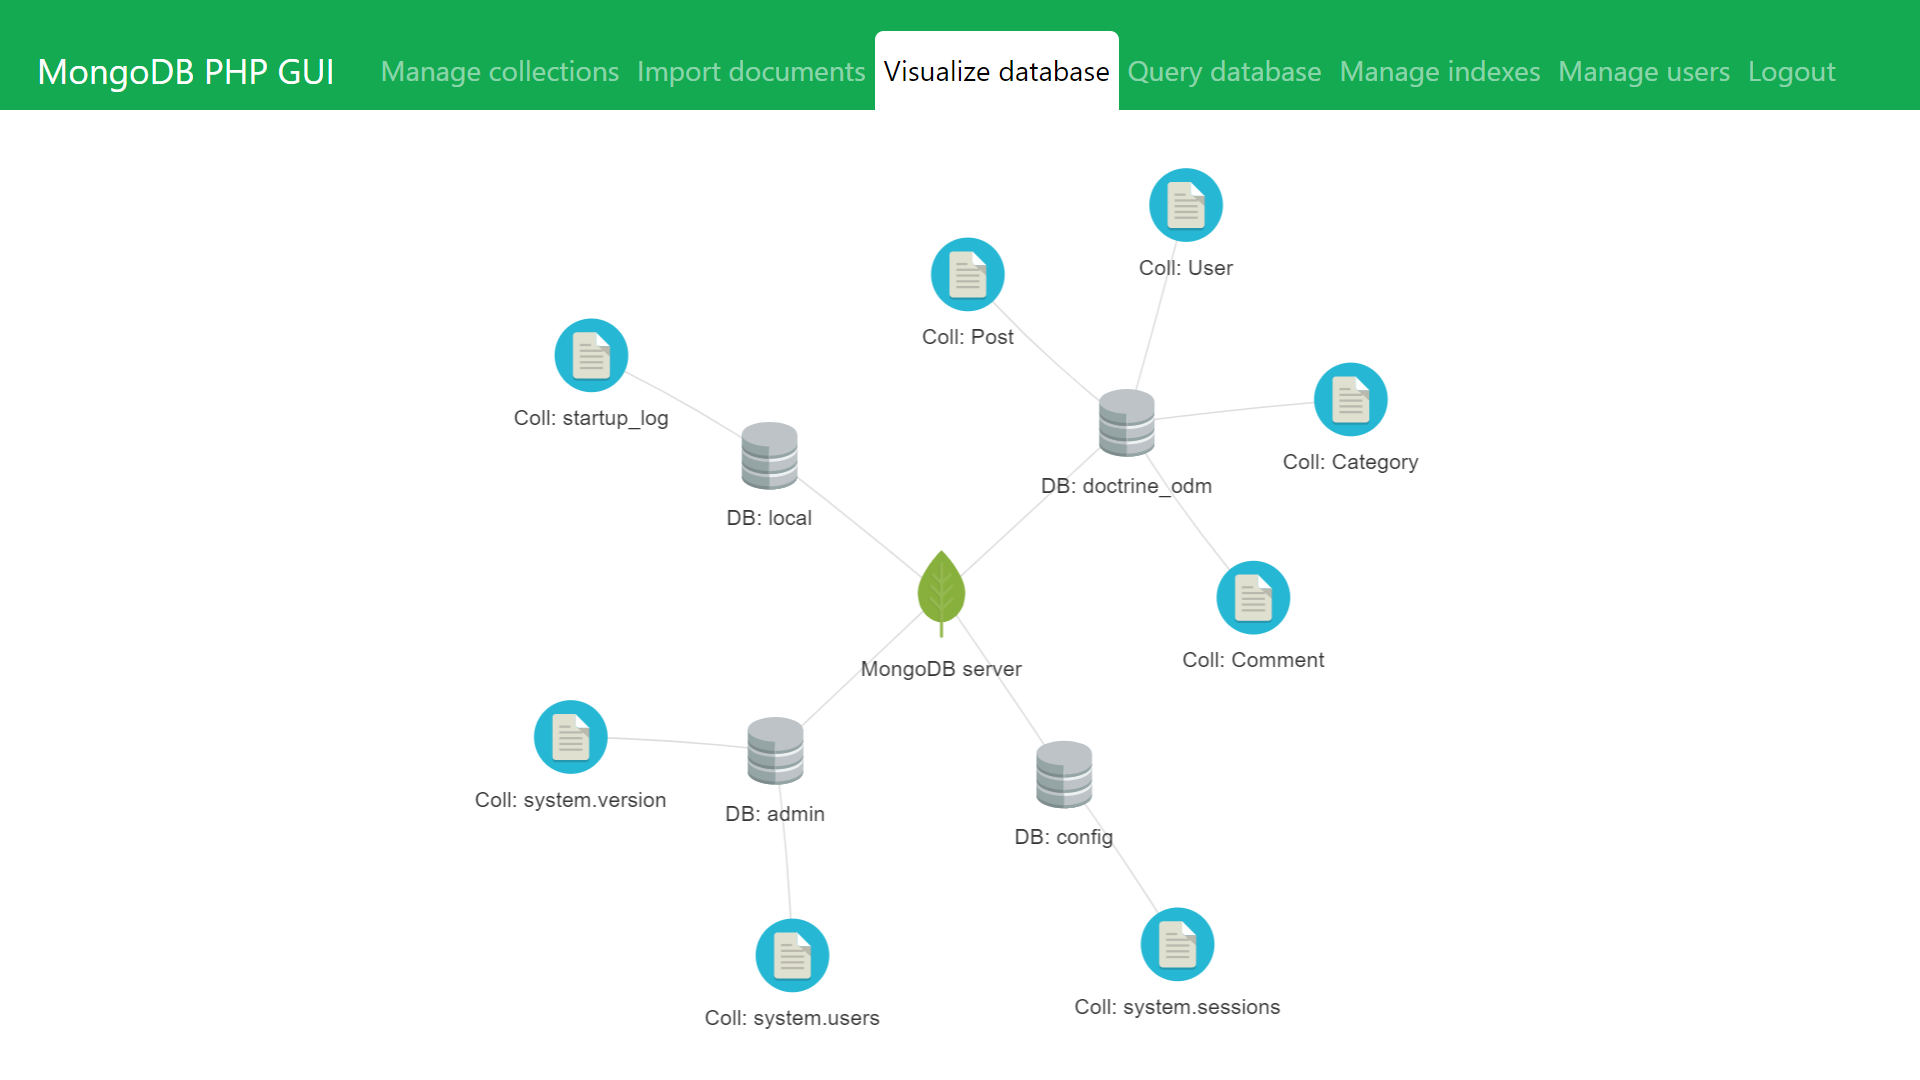 MongoDB PHP GUI
Manage collections
Import documents
Visualize database
Query database
Manage indexes
Manage users
Logout
Coll: User
Coll: Post
Coll: startup_log
Coll: Category
DB: doctrine_odm
DB: local
Coll: Comment
MongoDB server
Coll: system.version
DB: admin
DB: config
Coll: system.sessions
Coll: system.users